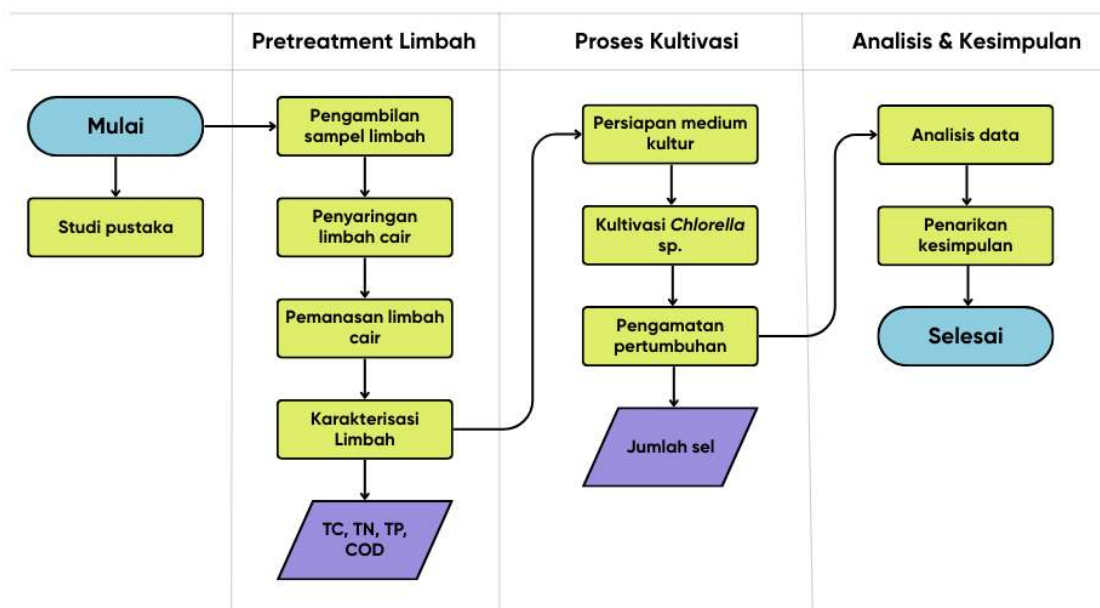 Pretreatment Limbah
Proses Kultivasi
Analisis & Kesimpulan
Mulai
Studi pustaka
Pengambilan
sampel limbah
Penyaringan
limbah cair
Pemanasan limbah
cair
Karakterisasi
Limbah
TC, TN, TP,
COD
Persiapan medium
kultur
Kultivasi Chlorella
sp.
Pengamatan
pertumbuhan
Jumlah sel
Analisis data
Penarikan
kesimpulan
Selesai